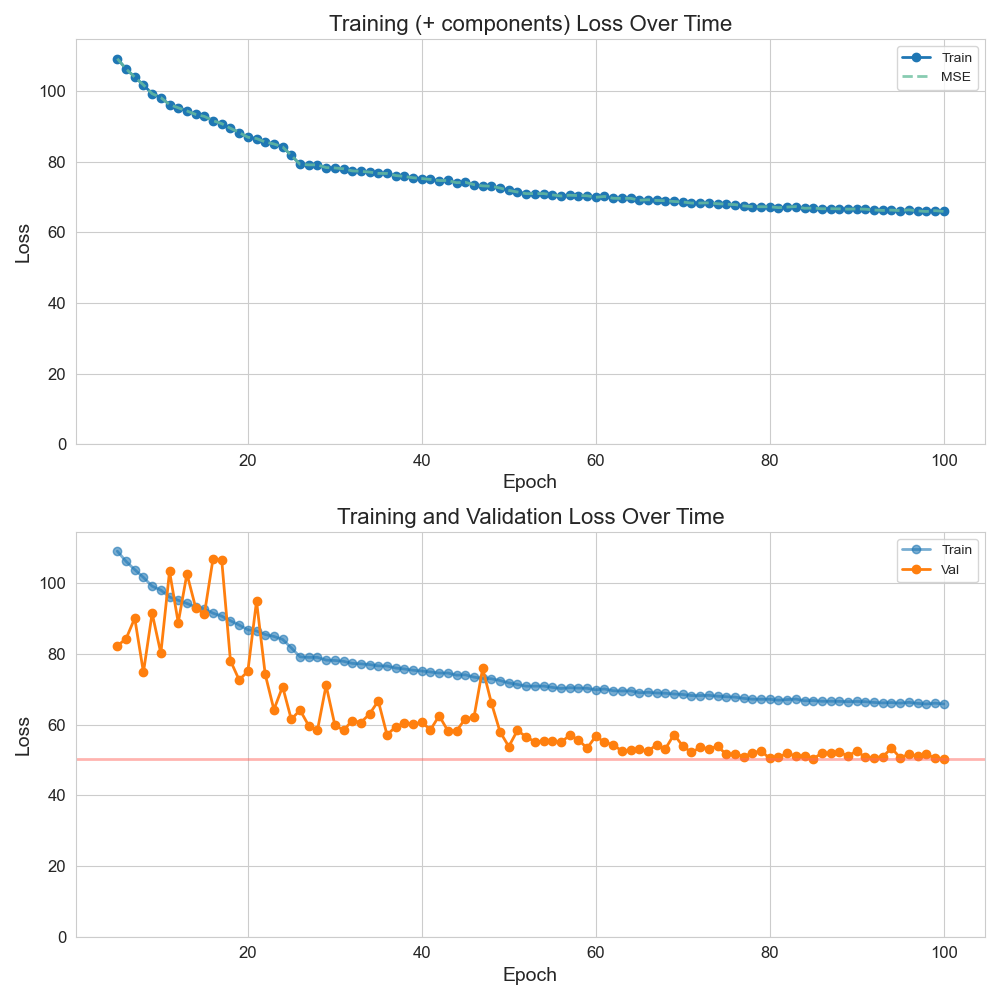 Training (+ components) Loss Over Time
Train
MSE
Loss
100
80
60
40
20
0
20 40 60 80 100
Epoch
Training and Validation Loss Over Time
Train
Val
Loss
100
80
60
40
20
0
20 40 60 80 100
Epoch